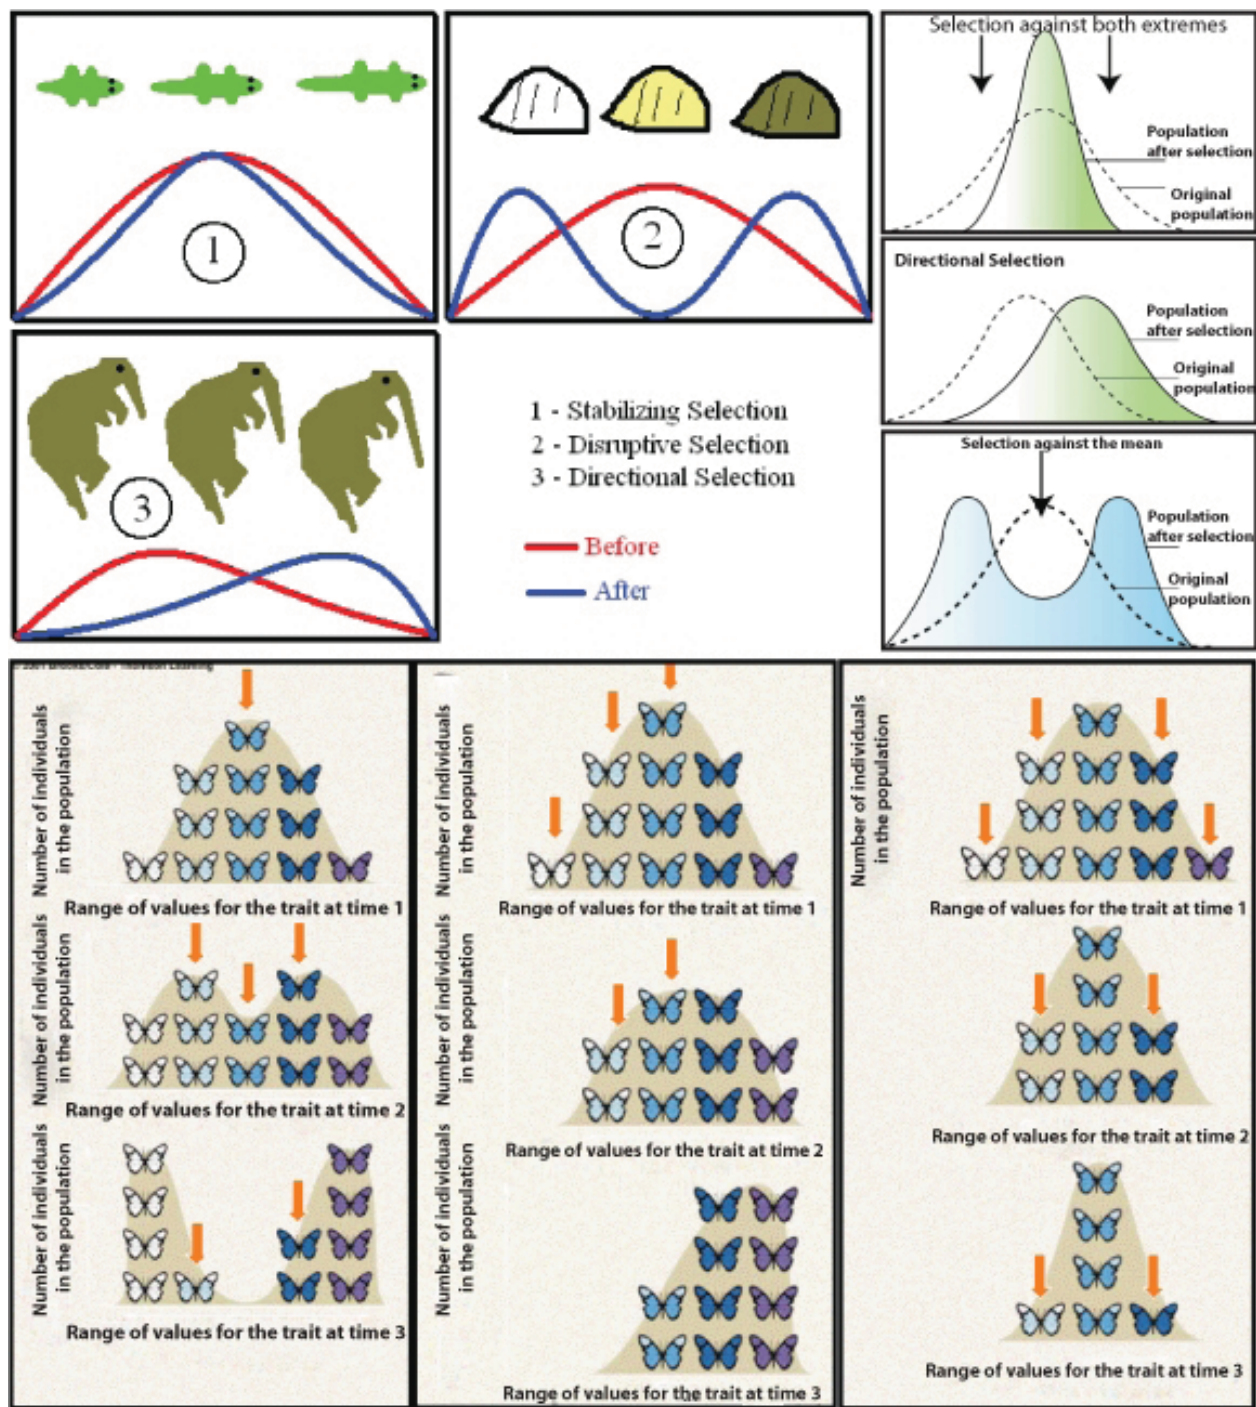 1
2
3
1 - Stabilizing Selection
2 - Disruptive Selection
3 - Directional Selection
Before
After
Selection against both extremes
Population
after selection
Original
population
Directional Selection
Population
after selection
Original
population
Selection against the mean
Population
after selection
Original
population
2001 Brooks/Cole - Thomson Learning
Number of individuals
in the population
Range of values for the trait at time 1
Number of individuals
in the population
Range of values for the trait at time 2
Number of individuals
in the population
Range of values for the trait at time 3
Number of individuals
in the population
Range of values for the trait at time 1
Number of individuals
in the population
Range of values for the trait at time 2
Number of individuals
in the population
Range of values for the trait at time 3
Number of individuals
in the population
Range of values for the trait at time 1
Range of values for the trait at time 2
Range of values for the trait at time 3